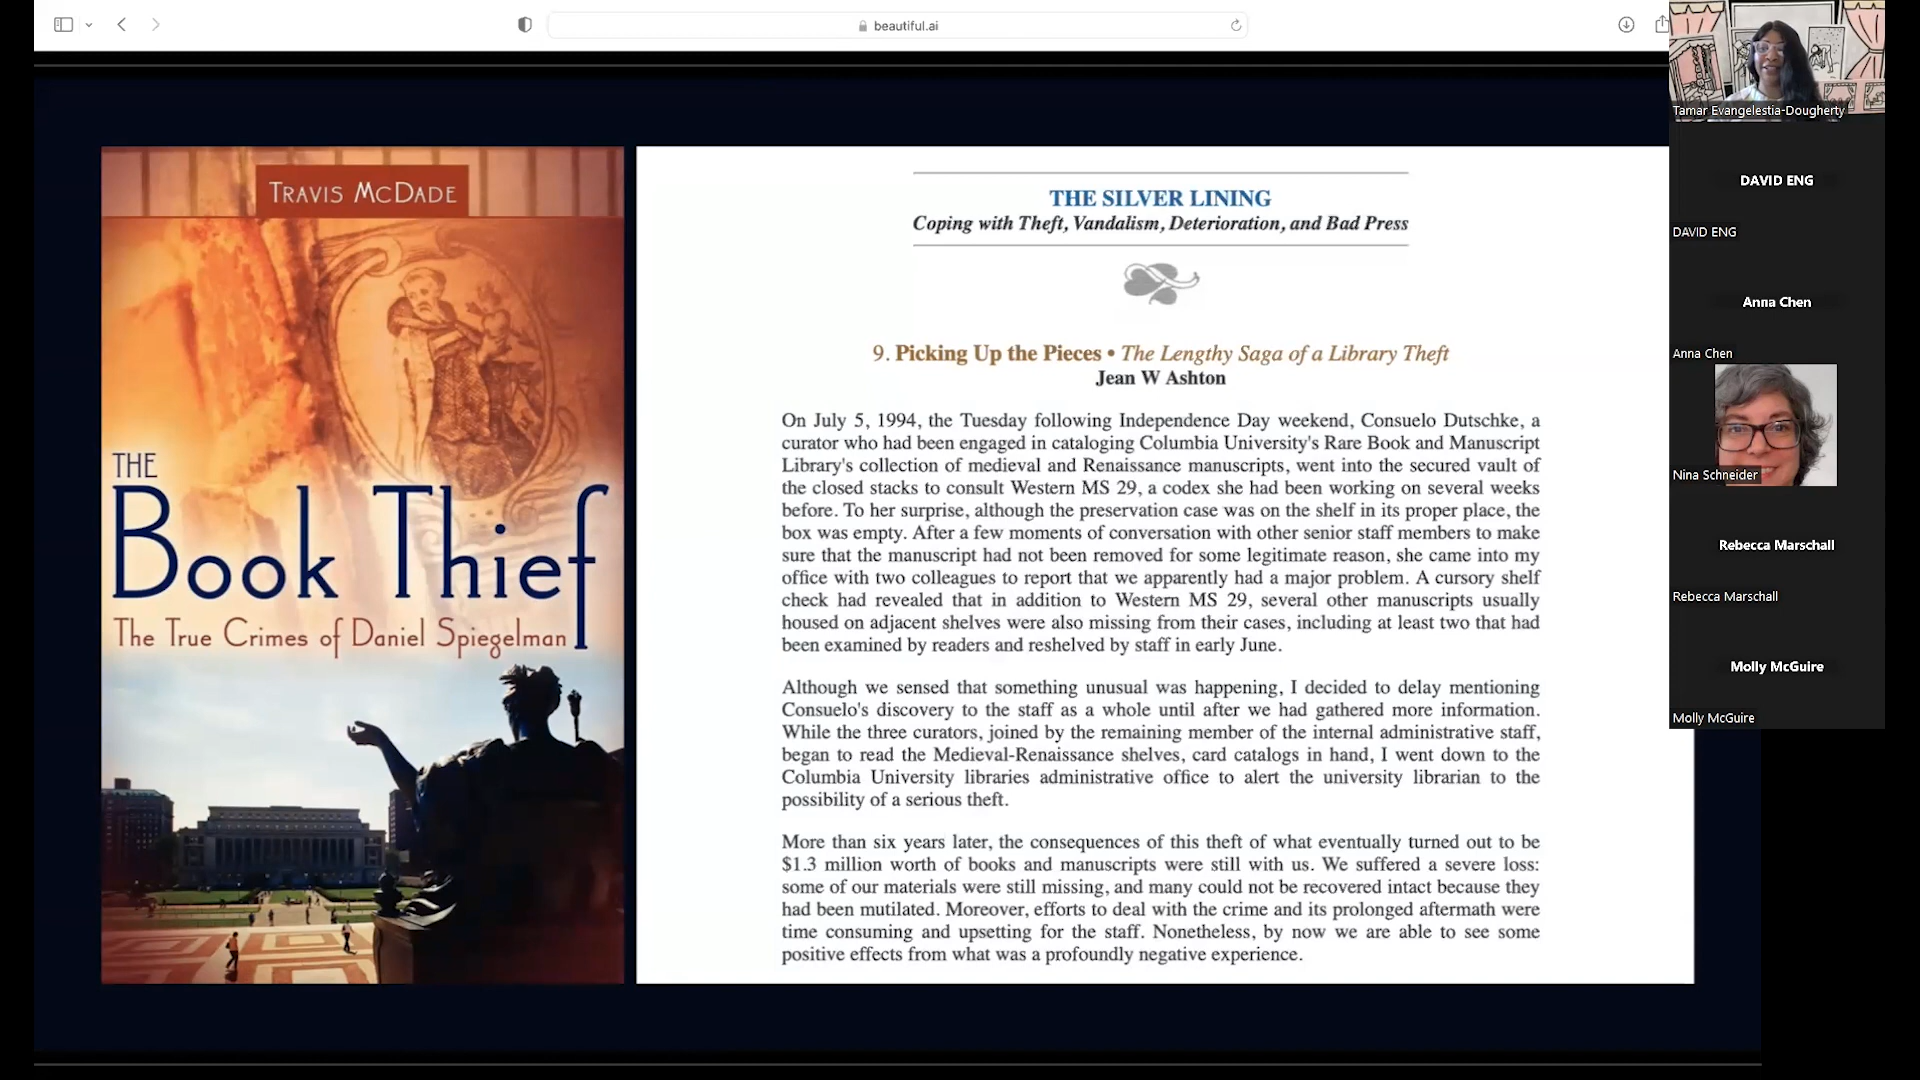 beautiful.ai
TRAVIS MCDADE
THE
BOOK THIEF
The True Crimes of Daniel Spiegelman
THE SILVER LINING
Coping with Theft, Vandalism, Deterioration, and Bad Press
9. Picking Up the Pieces • The Lengthy Saga of a Library Theft
Jean W Ashton
On July 5, 1994, the Tuesday following Independence Day weekend, Consuelo Dutschke, a
curator who had been engaged in cataloging Columbia University's Rare Book and Manuscript
Library's collection of medieval and Renaissance manuscripts, went into the secured vault of
the closed stacks to consult Western MS 29, a codex she had been working on several weeks
before. To her surprise, although the preservation case was on the shelf in its proper place, the
box was empty. After a few moments of conversation with other senior staff members to make
sure that the manuscript had not been removed for some legitimate reason, she came into my
office with two colleagues to report that we apparently had a major problem. A cursory shelf
check had revealed that in addition to Western MS 29, several other manuscripts usually
housed on adjacent shelves were also missing from their cases, including at least two that had
been examined by readers and reshelved by staff in early June.
Although we sensed that something unusual was happening, I decided to delay mentioning
Consuelo's discovery to the staff as a whole until after we had gathered more information.
While the three curators, joined by the remaining member of the internal administrative staff,
began to read the Medieval-Renaissance shelves, card catalogs in hand, I went down to the
Columbia University libraries administrative office to alert the university librarian to the
possibility of a serious theft.
More than six years later, the consequences of this theft of what eventually turned out to be
$1.3 million worth of books and manuscripts were still with us. We suffered a severe loss:
some of our materials were still missing, and many could not be recovered intact because they
had been mutilated. Moreover, efforts to deal with the crime and its prolonged aftermath were
time consuming and upsetting for the staff. Nonetheless, by now we are able to see some
positive effects from what was a profoundly negative experience.
Tamar Evangelestia-Dougherty
DAVID ENG
DAVID ENG
Anna Chen
Anna Chen
Nina Schneider
Rebecca Marschall
Rebecca Marschall
Molly McGuire
Molly McGuire